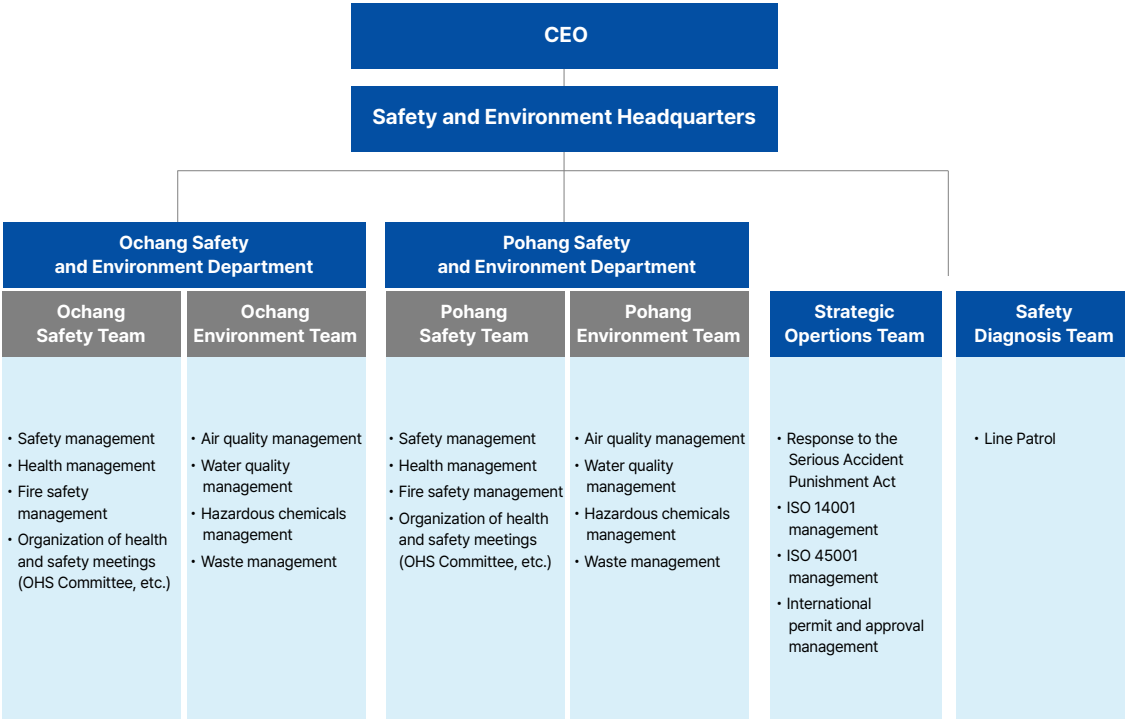 CEO
Safety and Environment Headquarters
Ochang Safety
and Environment Department
Pohang Safety
and Environment Department
Ochang
Safety Team
Ochang
Environment Team
Pohang
Safety Team
Pohang
Environment Team
Strategic
Opertions Team
Safety
Diagnosis Team
· Safety management
· Health management
· Fire safety
management
· Organization of health
and safety meetings
(OHS Committee, etc.)
· Air quality management
· Water quality
management
· Hazardous chemicals
management
· Waste management
· Safety management
· Health management
· Fire safety management
· Organization of health
and safety meetings
(OHS Committee, etc.)
· Air quality management
· Water quality
management
· Hazardous chemicals
management
· Waste management
· Response to the
Serious Accident
Punishment Act
· ISO 14001
management
· ISO 45001
management
· International
permit and approval
management
· Line Patrol